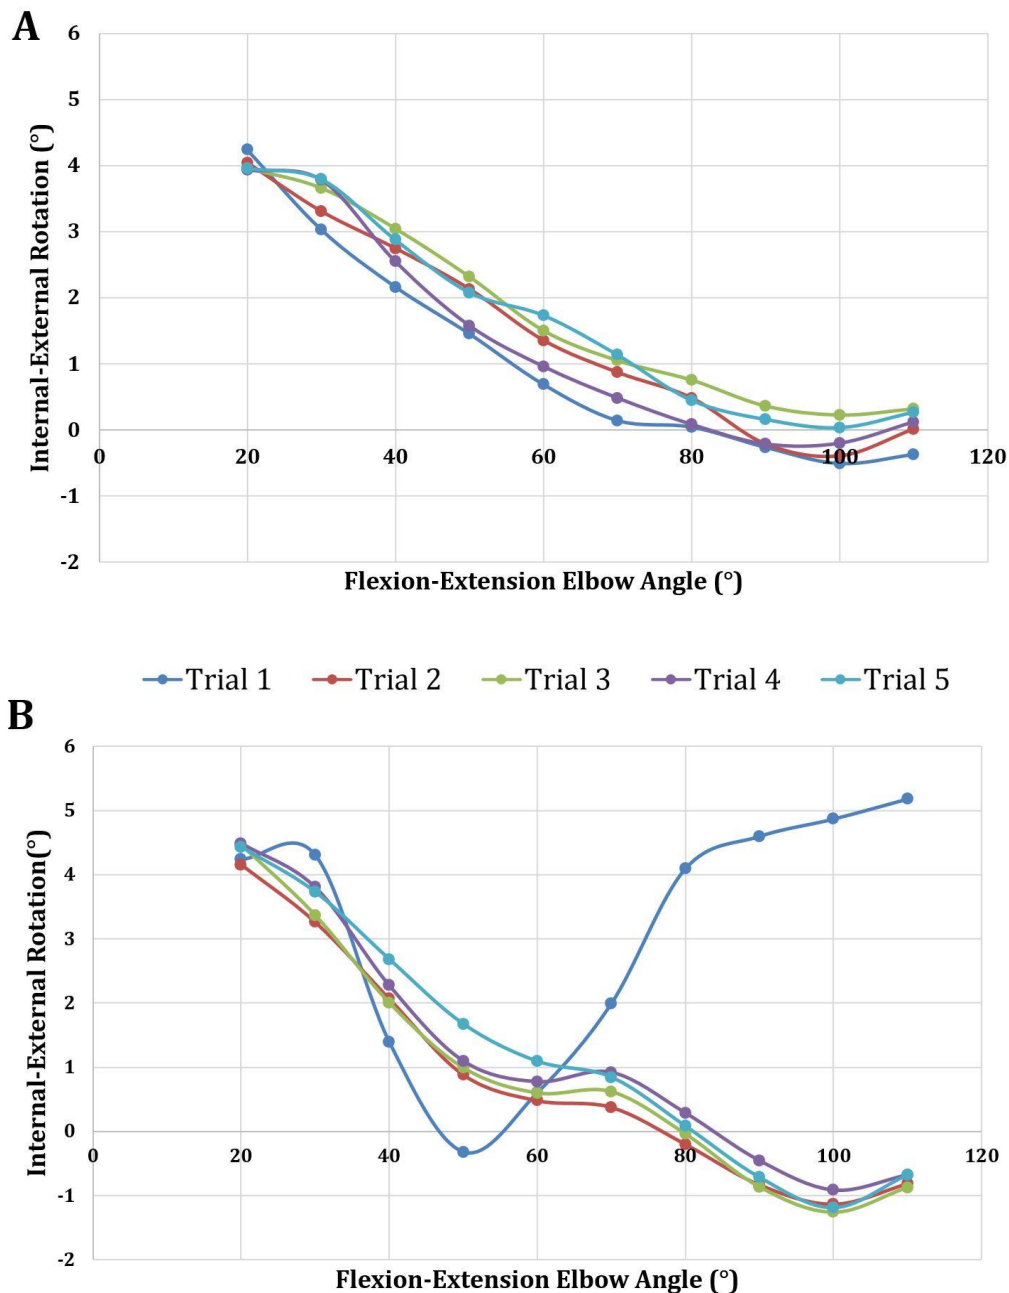 A
6
5
4
3
2
1
0
-1
-2
0 20 40 60 80 100 120
Internal-External Rotation (°)
Flexion-Extension Elbow Angle (°)
Trial 1 Trial 2 Trial 3 Trial 4 Trial 5
B
6
5
4
3
2
1
0
-1
-2
0 20 40 60 80 100 120
Internal-External Rotation(°)
Flexion-Extension Elbow Angle (°)